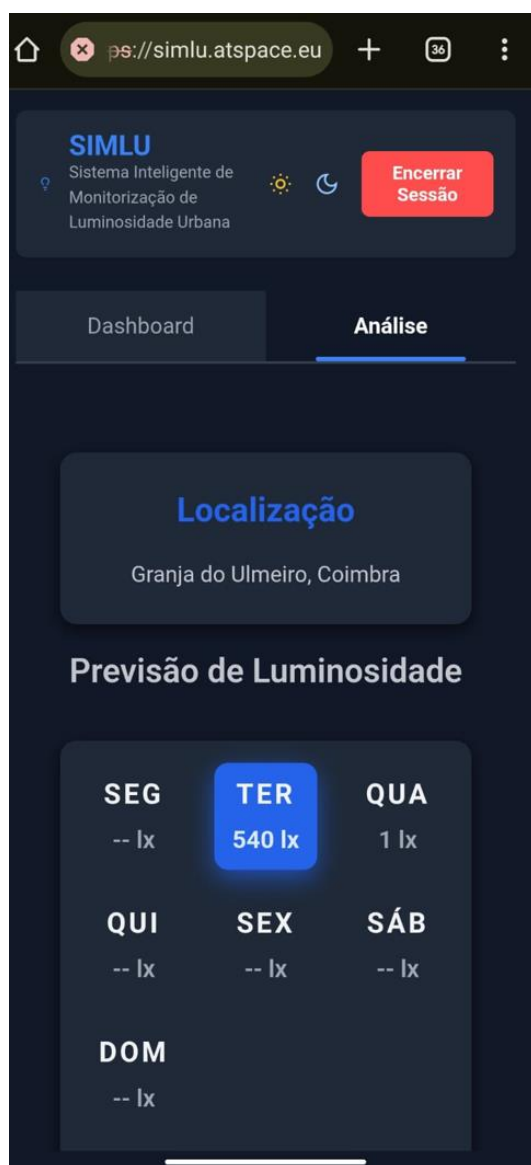 ps://simlu.atspace.eu
36
SIMLU
Sistema Inteligente de
Monitorização de
Luminosidade Urbana
Encerrar
Sessão
Dashboard
Análise
Localização
Granja do Ulmeiro, Coimbra
Previsão de Luminosidade
SEG
TER
QUA
-- lx
540 lx
1 lx
QUI
SEX
SÁB
-- lx
-- lx
-- lx
DOM
-- lx